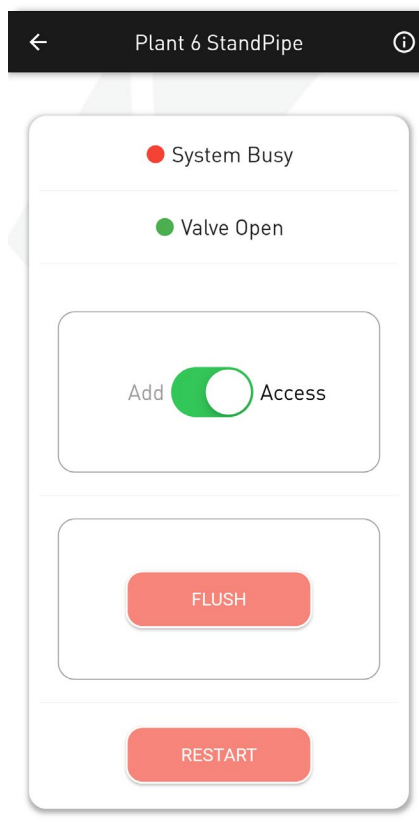 Plant 6 StandPipe
System Busy
Valve Open
Add Access
FLUSH
RESTART